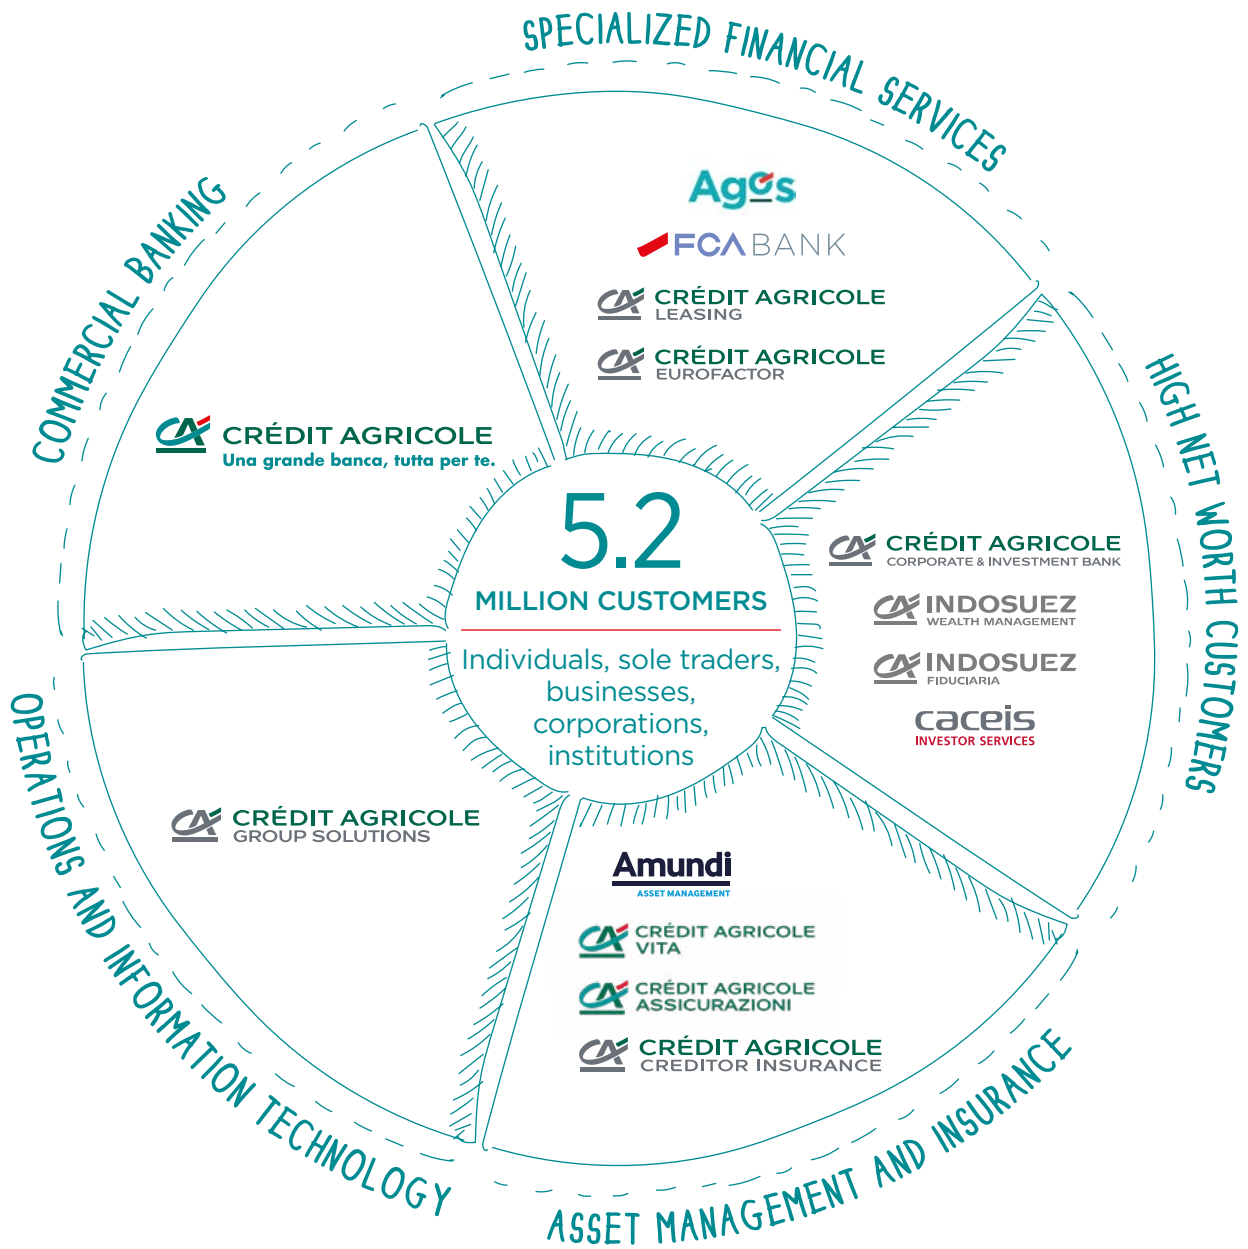 SPECIALIZED FINANCIAL SERVICES
Agos
FCA BANK
CRÉDIT AGRICOLE
LEASING
CRÉDIT AGRICOLE
EUROFACTOR
HIGH NET WORTH CUSTOMERS
CRÉDIT AGRICOLE
CORPORATE & INVESTMENT BANK
INDOSUEZ
WEALTH MANAGEMENT
INDOSUEZ
FIDUCIARIA
caceis
INVESTOR SERVICES
ASSET MANAGEMENT AND INSURANCE
Amundi
ASSET MANAGEMENT
CRÉDIT AGRICOLE
VITA
CRÉDIT AGRICOLE
ASSICURAZIONI
CRÉDIT AGRICOLE
CREDITOR INSURANCE
OPERATIONS AND INFORMATION TECHNOLOGY
CRÉDIT AGRICOLE
GROUP SOLUTIONS
COMMERCIAL BANKING
CRÉDIT AGRICOLE
Una grande banca, tutta per te.
5.2
MILLION CUSTOMERS
Individuals, sole traders,
businesses,
corporations,
institutions